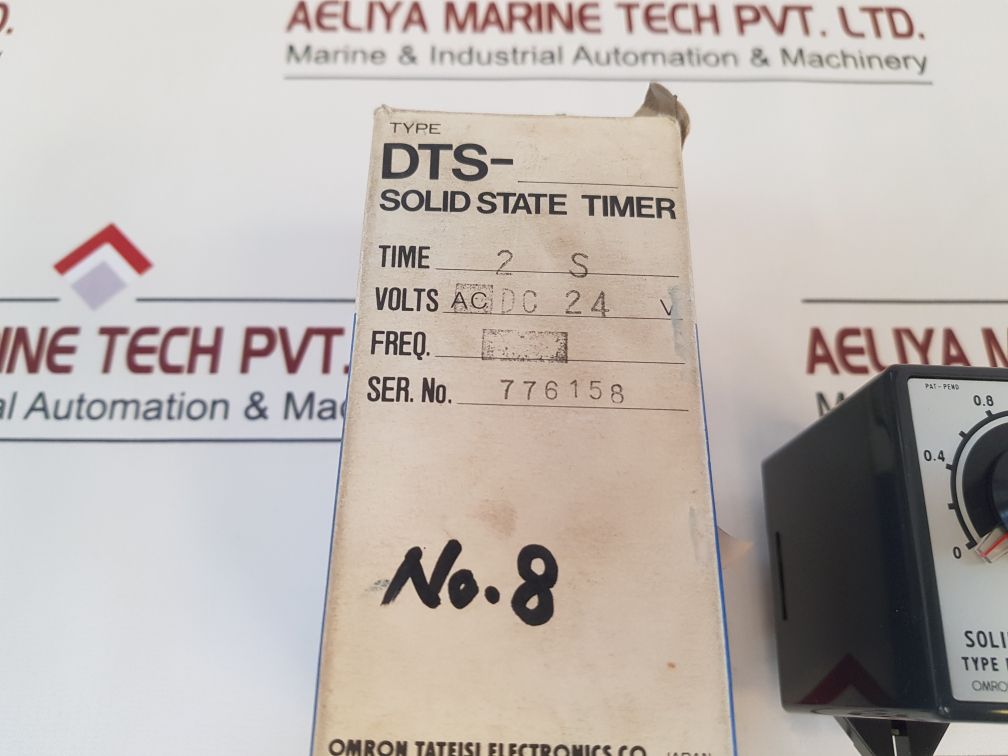 D.
AELIYA MARINE TECH PVT. LTD.
Marine & Industrial Automation & Machinery
TYPE
DTS-
SOLID STATE TIMER
TIME 2 S
VOLTS AC DC 24 V
FREQ.
SER. No. 776158
No.8
OMRON TATEISI ELECTRONICS CO. JAPAN
INE TECH PVT.
al Automation & Mac
AELIYA M
M
PAT-PEND
0.8
0.4
0
SOLI
TYPE
OMRO